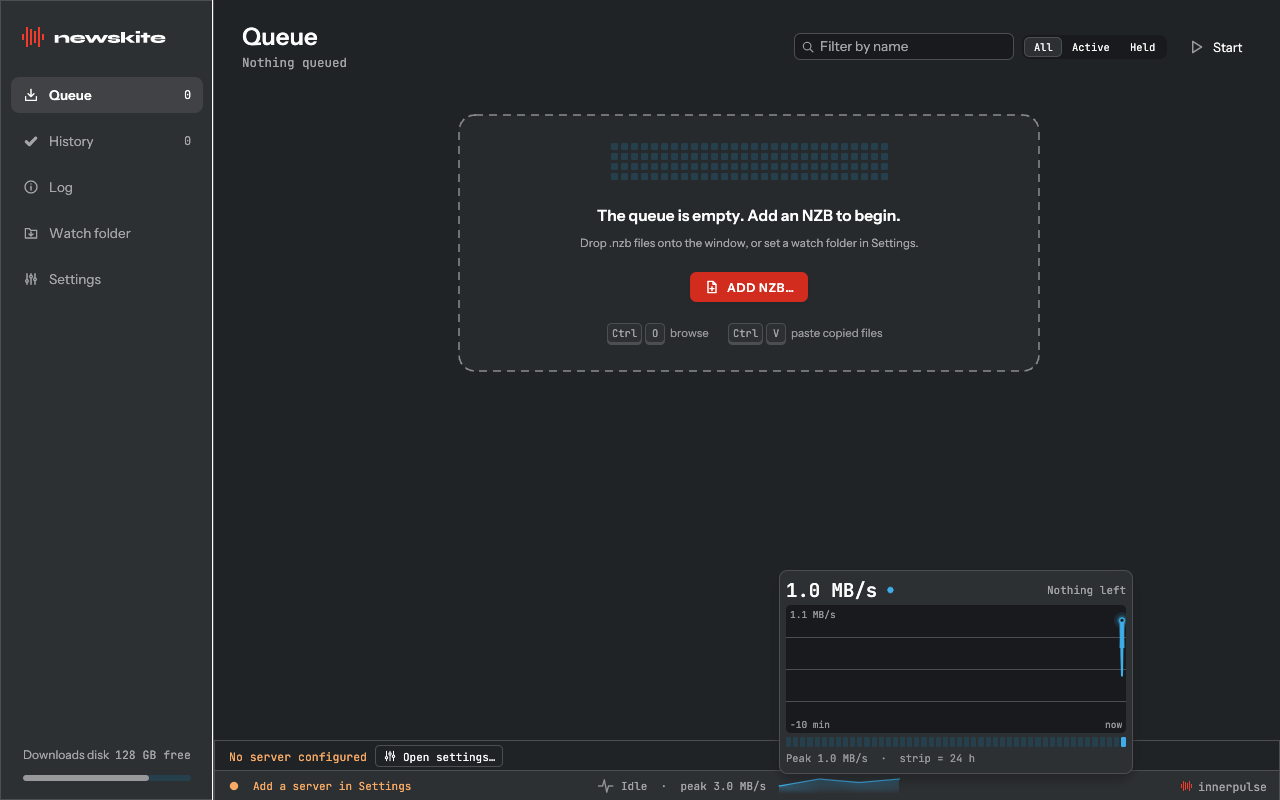 newskite
Queue 0
History 0
Log
Watch folder
Settings
Downloads disk 128 GB free
Queue
Nothing queued
Filter by name
All Active Held
Start
The queue is empty. Add an NZB to begin.
Drop .nzb files onto the window, or set a watch folder in Settings.
ADD NZB…
Ctrl O browse Ctrl V paste copied files
1.0 MB/s Nothing left
1.1 MB/s
-10 min now
Peak 1.0 MB/s · strip = 24 h
No server configured Open settings…
Add a server in Settings Idle · peak 3.0 MB/s innerpulse